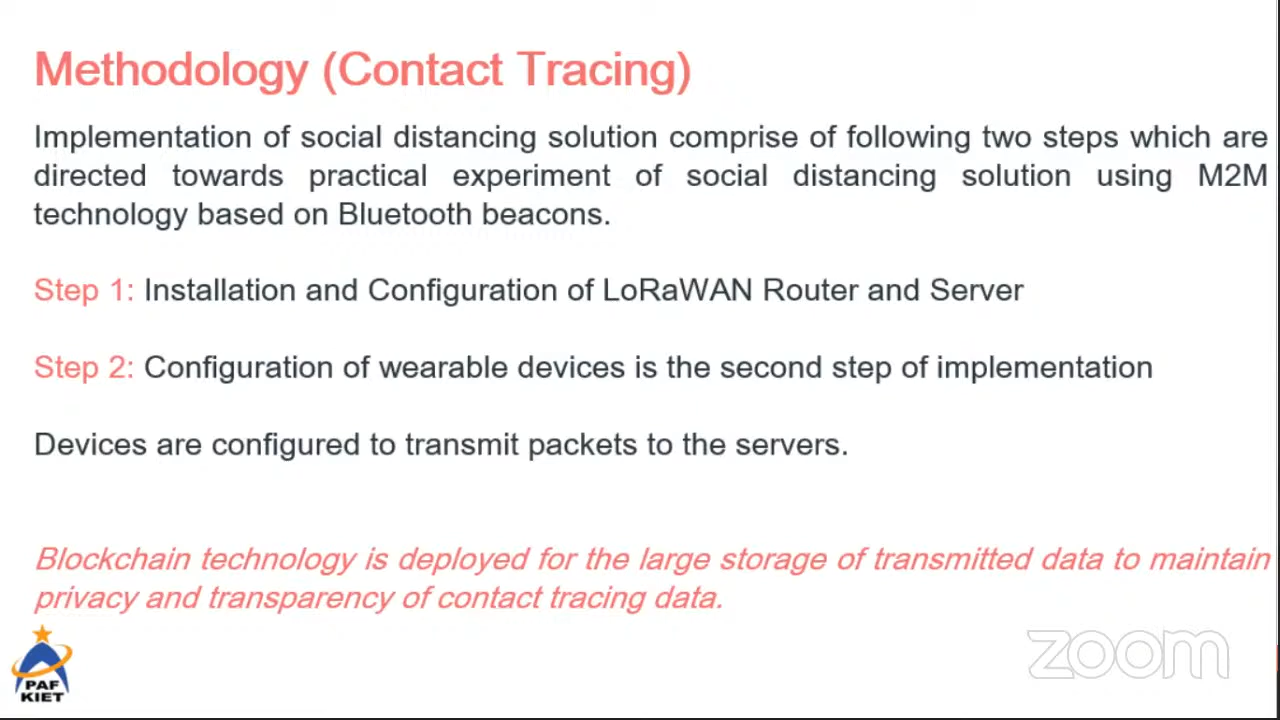 Methodology (Contact Tracing)
Implementation of social distancing solution comprise of following two steps which are
directed towards practical experiment of social distancing solution using M2M
technology based on Bluetooth beacons.
Step 1: Installation and Configuration of LoRaWAN Router and Server
Step 2: Configuration of wearable devices is the second step of implementation
Devices are configured to transmit packets to the servers.
Blockchain technology is deployed for the large storage of transmitted data to maintain
privacy and transparency of contact tracing data.
PAF
KIET
zoom